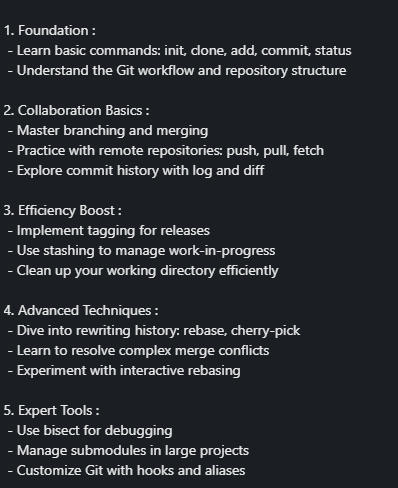 1. Foundation :
- Learn basic commands: init, clone, add, commit, status
- Understand the Git workflow and repository structure
2. Collaboration Basics :
- Master branching and merging
- Practice with remote repositories: push, pull, fetch
- Explore commit history with log and diff
3. Efficiency Boost :
- Implement tagging for releases
- Use stashing to manage work-in-progress
- Clean up your working directory efficiently
4. Advanced Techniques :
- Dive into rewriting history: rebase, cherry-pick
- Learn to resolve complex merge conflicts
- Experiment with interactive rebasing
5. Expert Tools :
- Use bisect for debugging
- Manage submodules in large projects
- Customize Git with hooks and aliases